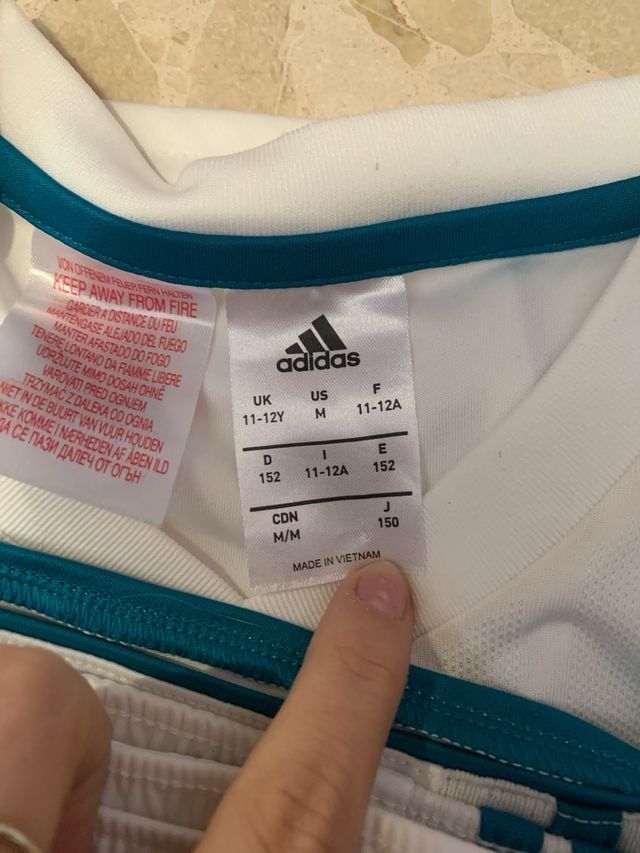 VON OFFENEM FEUER FERN HALTEN
KEEP AWAY FROM FIRE
GARDER A DISTANCE DU FEU
MANTÉNGASE ALEJADO DEL FUEGO
MANTER AFASTADO DO FOGO
TENERE LONTANO DA FIAMME LIBERE
UDRŽUJTE MIMO DOSAH OHNĚ
VAROVATI PRED OGNJEM
TRZYMAĆ Z DALEKA OD OGNIA
NIET IN DE BUURT VAN VUUR HOUDEN
KKE KOMME I NÆRHEDEN AF ÅBEN ILD
ДА СЕ ПАЗИ ДАЛЕЧ ОТ ОГЪН
adidas
UK US F
11-12Y M 11-12A
D I E
152 11-12A 152
CDN J
M/M 150
MADE IN VIETNAM